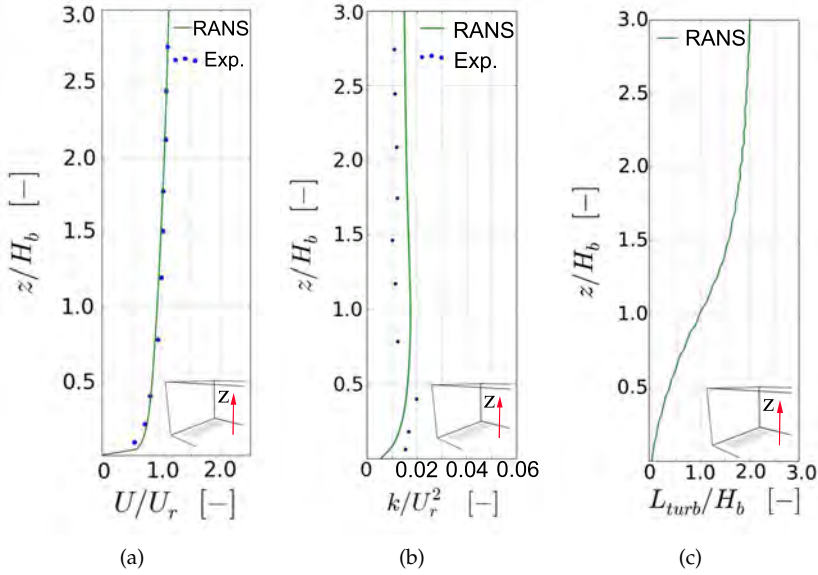 3.0
2.5
2.0
1.5
1.0
0.5
z/H_b [−]
RANS
Exp.
z
0 1.0 2.0
U/U_r [−]
(a)
3.0
2.5
2.0
1.5
1.0
0.5
z/H_b [−]
RANS
Exp.
z
0 0.02 0.04 0.06
k/U_r^2 [−]
(b)
3.0
2.5
2.0
1.5
1.0
0.5
z/H_b [−]
RANS
z
0 1.0 2.0 3.0
L_{turb}/H_b [−]
(c)